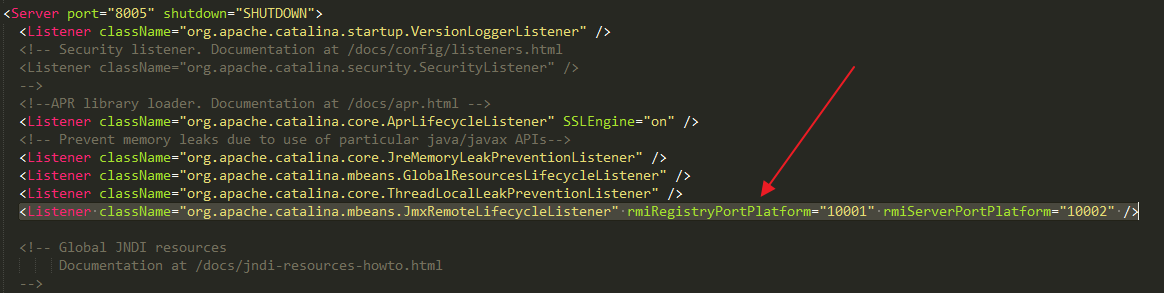 <Server port="8005" shutdown="SHUTDOWN">
<Listener className="org.apache.catalina.startup.VersionLoggerListener" />
<!-- Security listener. Documentation at /docs/config/listeners.html
<Listener className="org.apache.catalina.security.SecurityListener" />
-->
<!--APR library loader. Documentation at /docs/apr.html -->
<Listener className="org.apache.catalina.core.AprLifecycleListener" SSLEngine="on" />
<!-- Prevent memory leaks due to use of particular java/javax APIs-->
<Listener className="org.apache.catalina.core.JreMemoryLeakPreventionListener" />
<Listener className="org.apache.catalina.mbeans.GlobalResourcesLifecycleListener" />
<Listener className="org.apache.catalina.core.ThreadLocalLeakPreventionListener" />
<Listener className="org.apache.catalina.mbeans.JmxRemoteLifecycleListener" rmiRegistryPortPlatform="10001" rmiServerPortPlatform="10002" />
<!-- Global JNDI resources
Documentation at /docs/jndi-resources-howto.html
-->